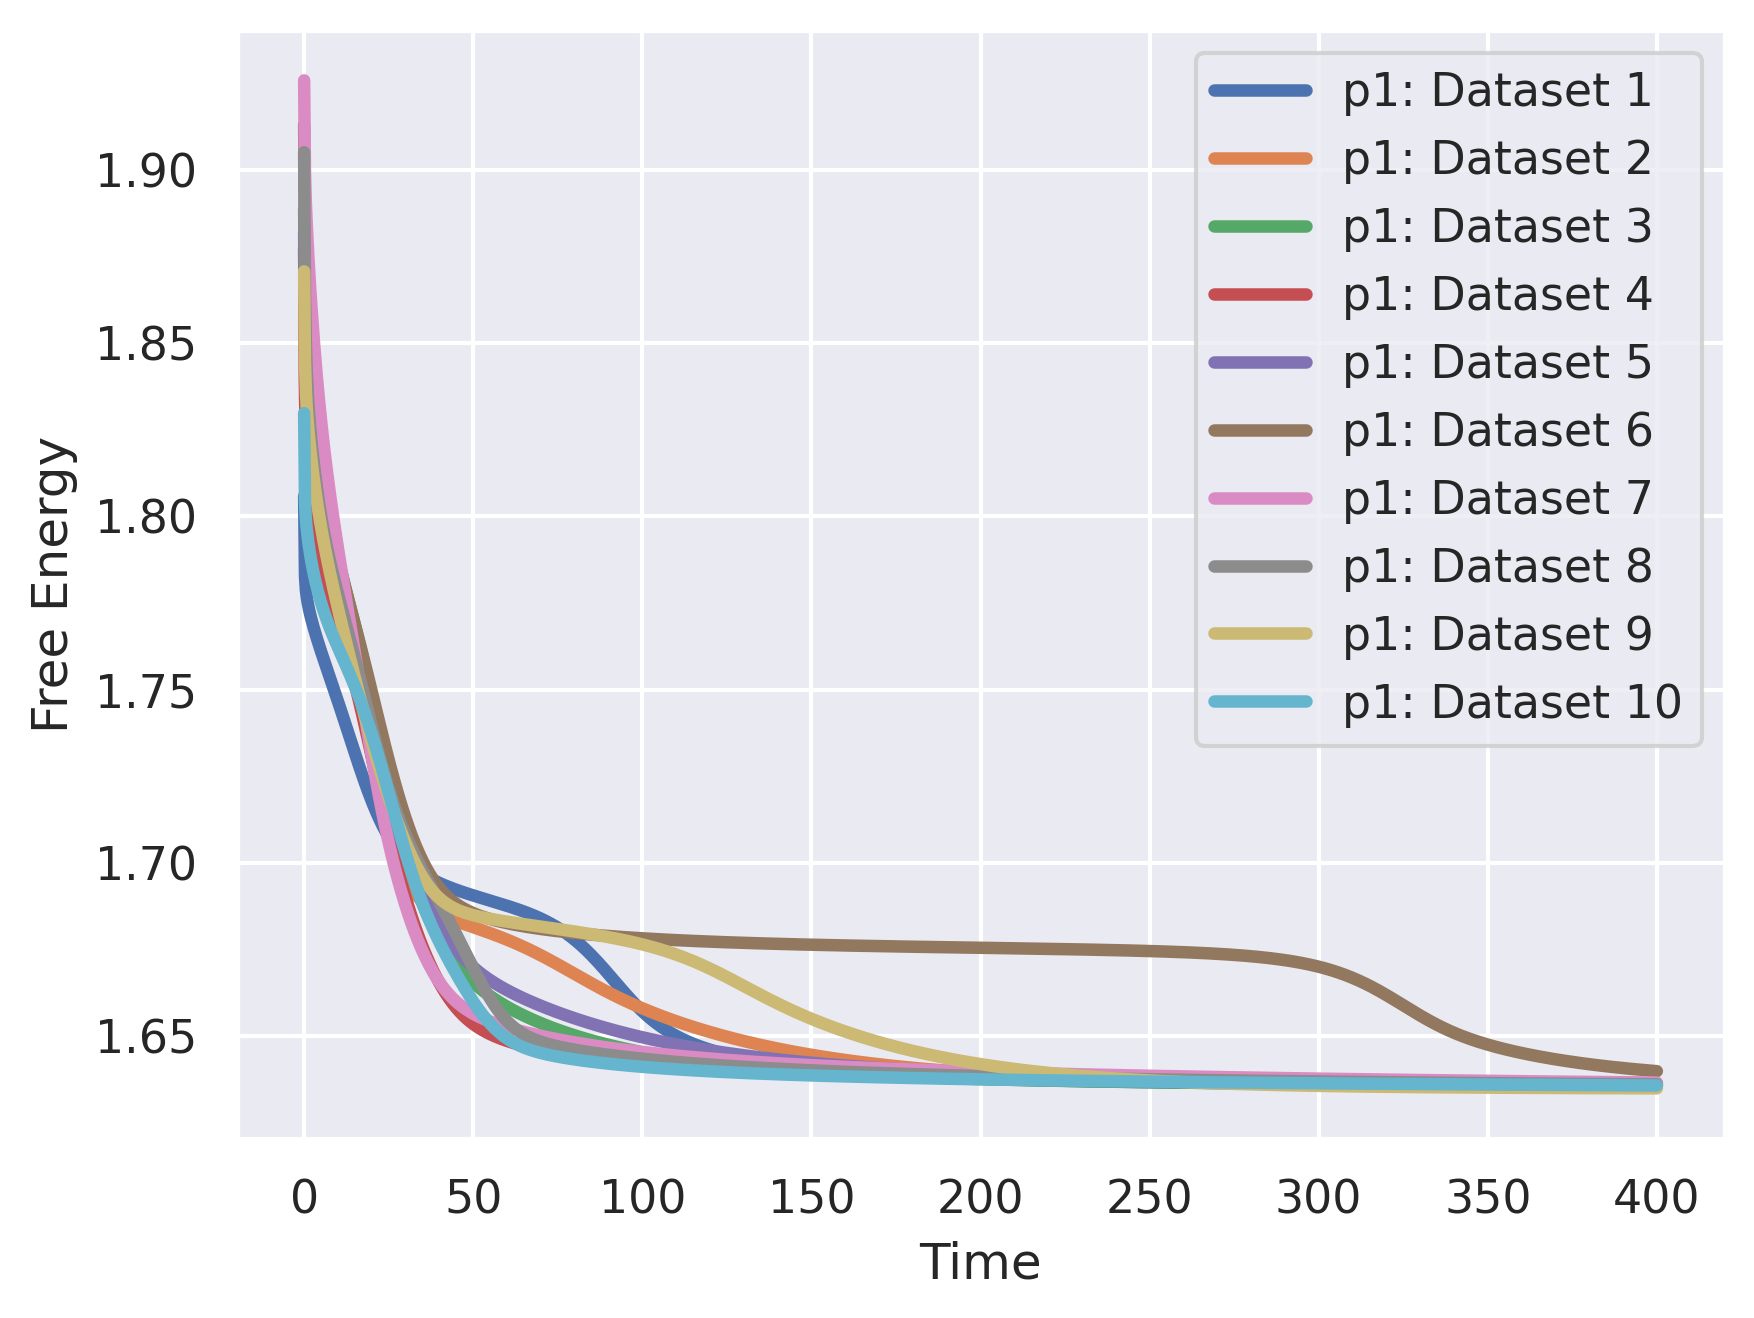 p1: Dataset 1
p1: Dataset 2
p1: Dataset 3
p1: Dataset 4
p1: Dataset 5
p1: Dataset 6
p1: Dataset 7
p1: Dataset 8
p1: Dataset 9
p1: Dataset 10
Free Energy
1.90
1.85
1.80
1.75
1.70
1.65
0 50 100 150 200 250 300 350 400
Time